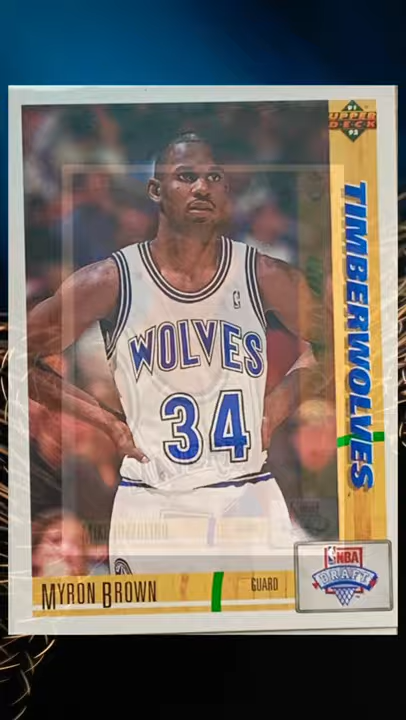 91
UPPER
DECK
92
TIMBERWOLVES
WOLVES
34
NBA
DRAFT
MYRON BROWN
GUARD